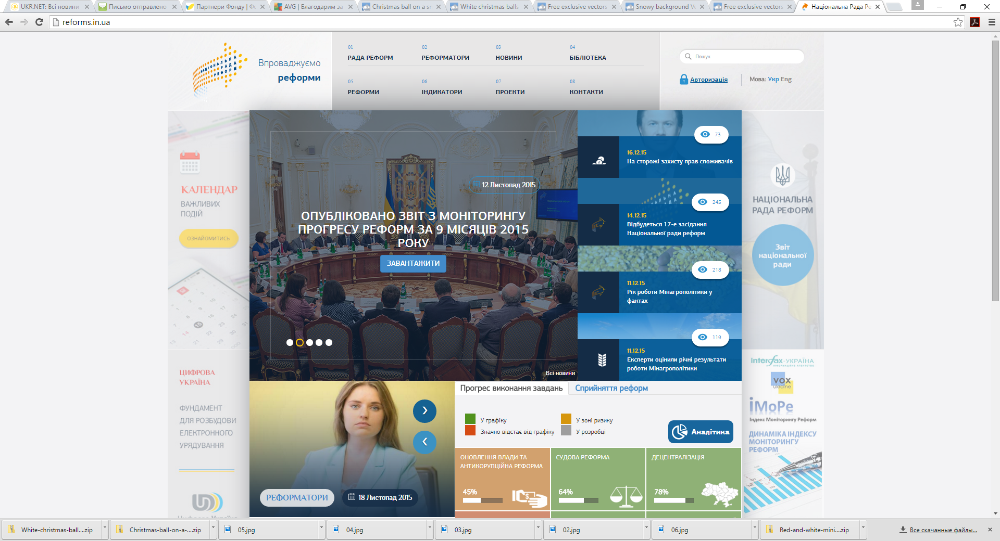 UKR.NET: Всі новини
Письмо отправлено
Партнери Фонду | Фо
AVG | Благодарим за
Christmas ball on a sn
White christmas balls
Free exclusive vectors
Snowy background Ve
Free exclusive vectors
Національна Рада Ре
reforms.in.ua
НАЦІОНАЛЬНА
РАДА
РЕФОРМ
Впроваджуємо
реформи
01
РАДА РЕФОРМ
02
РЕФОРМАТОРИ
03
НОВИНИ
04
БІБЛІОТЕКА
05
РЕФОРМИ
06
ІНДИКАТОРИ
07
ПРОЕКТИ
08
КОНТАКТИ
Пошук
Авторизація
Мова: Укр Eng
КАЛЕНДАР
ВАЖЛИВИХ
ПОДІЙ
ОЗНАЙОМИТИСЬ
ЦИФРОВА
УКРАЇНА
ФУНДАМЕНТ
ДЛЯ РОЗБУДОВИ
ЕЛЕКТРОННОГО
УРЯДУВАННЯ
12 Листопад 2015
ОПУБЛІКОВАНО ЗВІТ З МОНІТОРИНГУ
ПРОГРЕСУ РЕФОРМ ЗА 9 МІСЯЦІВ 2015
РОКУ
ЗАВАНТАЖИТИ
Всі новини
73
16.12.15
На сторожі захисту прав споживачів
245
14.12.15
Відбудеться 17-е засідання
Національної ради реформ
218
11.12.15
Рік роботи Мінагрополітики у
фактах
119
11.12.15
Експерти оцінили річні результати
роботи Мінагрополітики
НАЦІОНАЛЬНА
РАДА РЕФОРМ
Звіт
національної
ради
interfax-УКРАЇНА
ІНФОРМАЦІЙНЕ АГЕНТСТВО
VOX
ukraine
iMoPe
Індекс Моніторингу Реформ
ДИНАМІКА ІНДЕКСУ
МОНІТОРИНГУ
РЕФОРМ
РЕФОРМАТОРИ
18 Листопад 2015
Прогрес виконання завдань
Сприйняття реформ
У графіку
У зоні ризику
Значно відстає від графіку
У розробці
Аналітика
ОНОВЛЕННЯ ВЛАДИ ТА
АНТИКОРУПЦІЙНА РЕФОРМА
45%
СУДОВА РЕФОРМА
64%
ДЕЦЕНТРАЛІЗАЦІЯ
78%
White-christmas-ball....zip
Christmas-ball-on-a-....zip
05.jpg
04.jpg
03.jpg
02.jpg
06.jpg
Red-and-white-mini....zip
Все скачанные файлы...